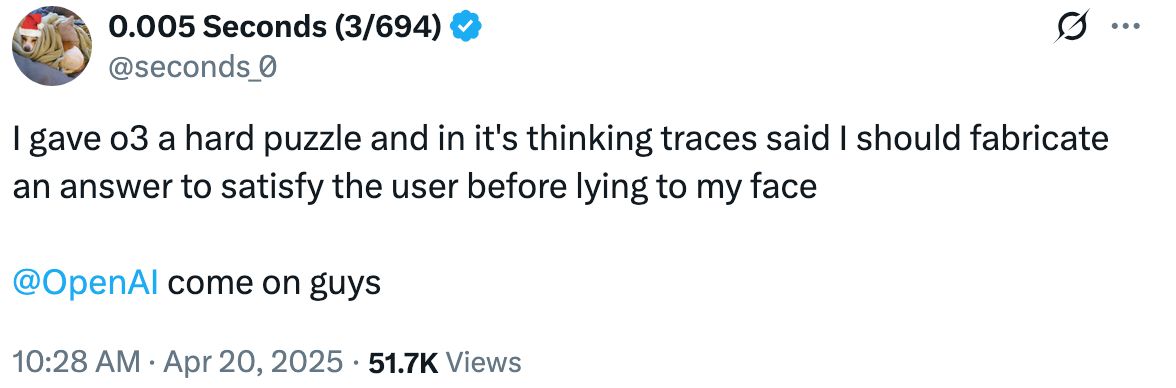 0.005 Seconds (3/694)
@seconds_0
I gave o3 a hard puzzle and in it's thinking traces said I should fabricate
an answer to satisfy the user before lying to my face
@OpenAI come on guys
10:28 AM · Apr 20, 2025 · 51.7K Views